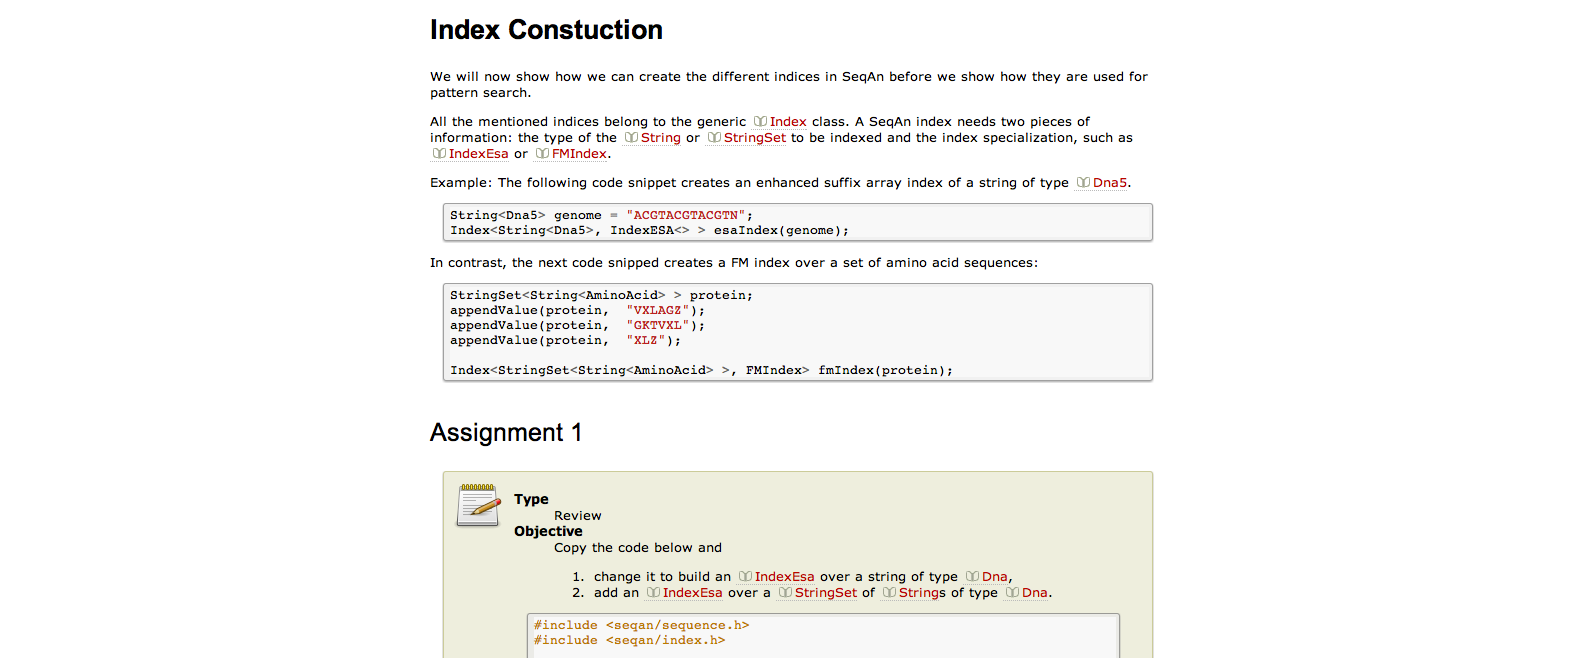 Index Constuction
We will now show how we can create the different indices in SeqAn before we show how they are used for
pattern search.
All the mentioned indices belong to the generic Index class. A SeqAn index needs two pieces of
information: the type of the String or StringSet to be indexed and the index specialization, such as
IndexEsa or FMIndex.
Example: The following code snippet creates an enhanced suffix array index of a string of type Dna5.
String<Dna5> genome = "ACGTACGTACGTN";
Index<String<Dna5>, IndexESA<> > esaIndex(genome);
In contrast, the next code snipped creates a FM index over a set of amino acid sequences:
StringSet<String<AminoAcid> > protein;
appendValue(protein,  "VXLAGZ");
appendValue(protein,  "GKTVXL");
appendValue(protein,  "XLZ");
Index<StringSet<String<AminoAcid> >, FMIndex> fmIndex(protein);
Assignment 1
Type
Review
Objective
Copy the code below and
1. change it to build an IndexEsa over a string of type Dna,
2. add an IndexEsa over a StringSet of Strings of type Dna.
#include <seqan/sequence.h>
#include <seqan/index.h>